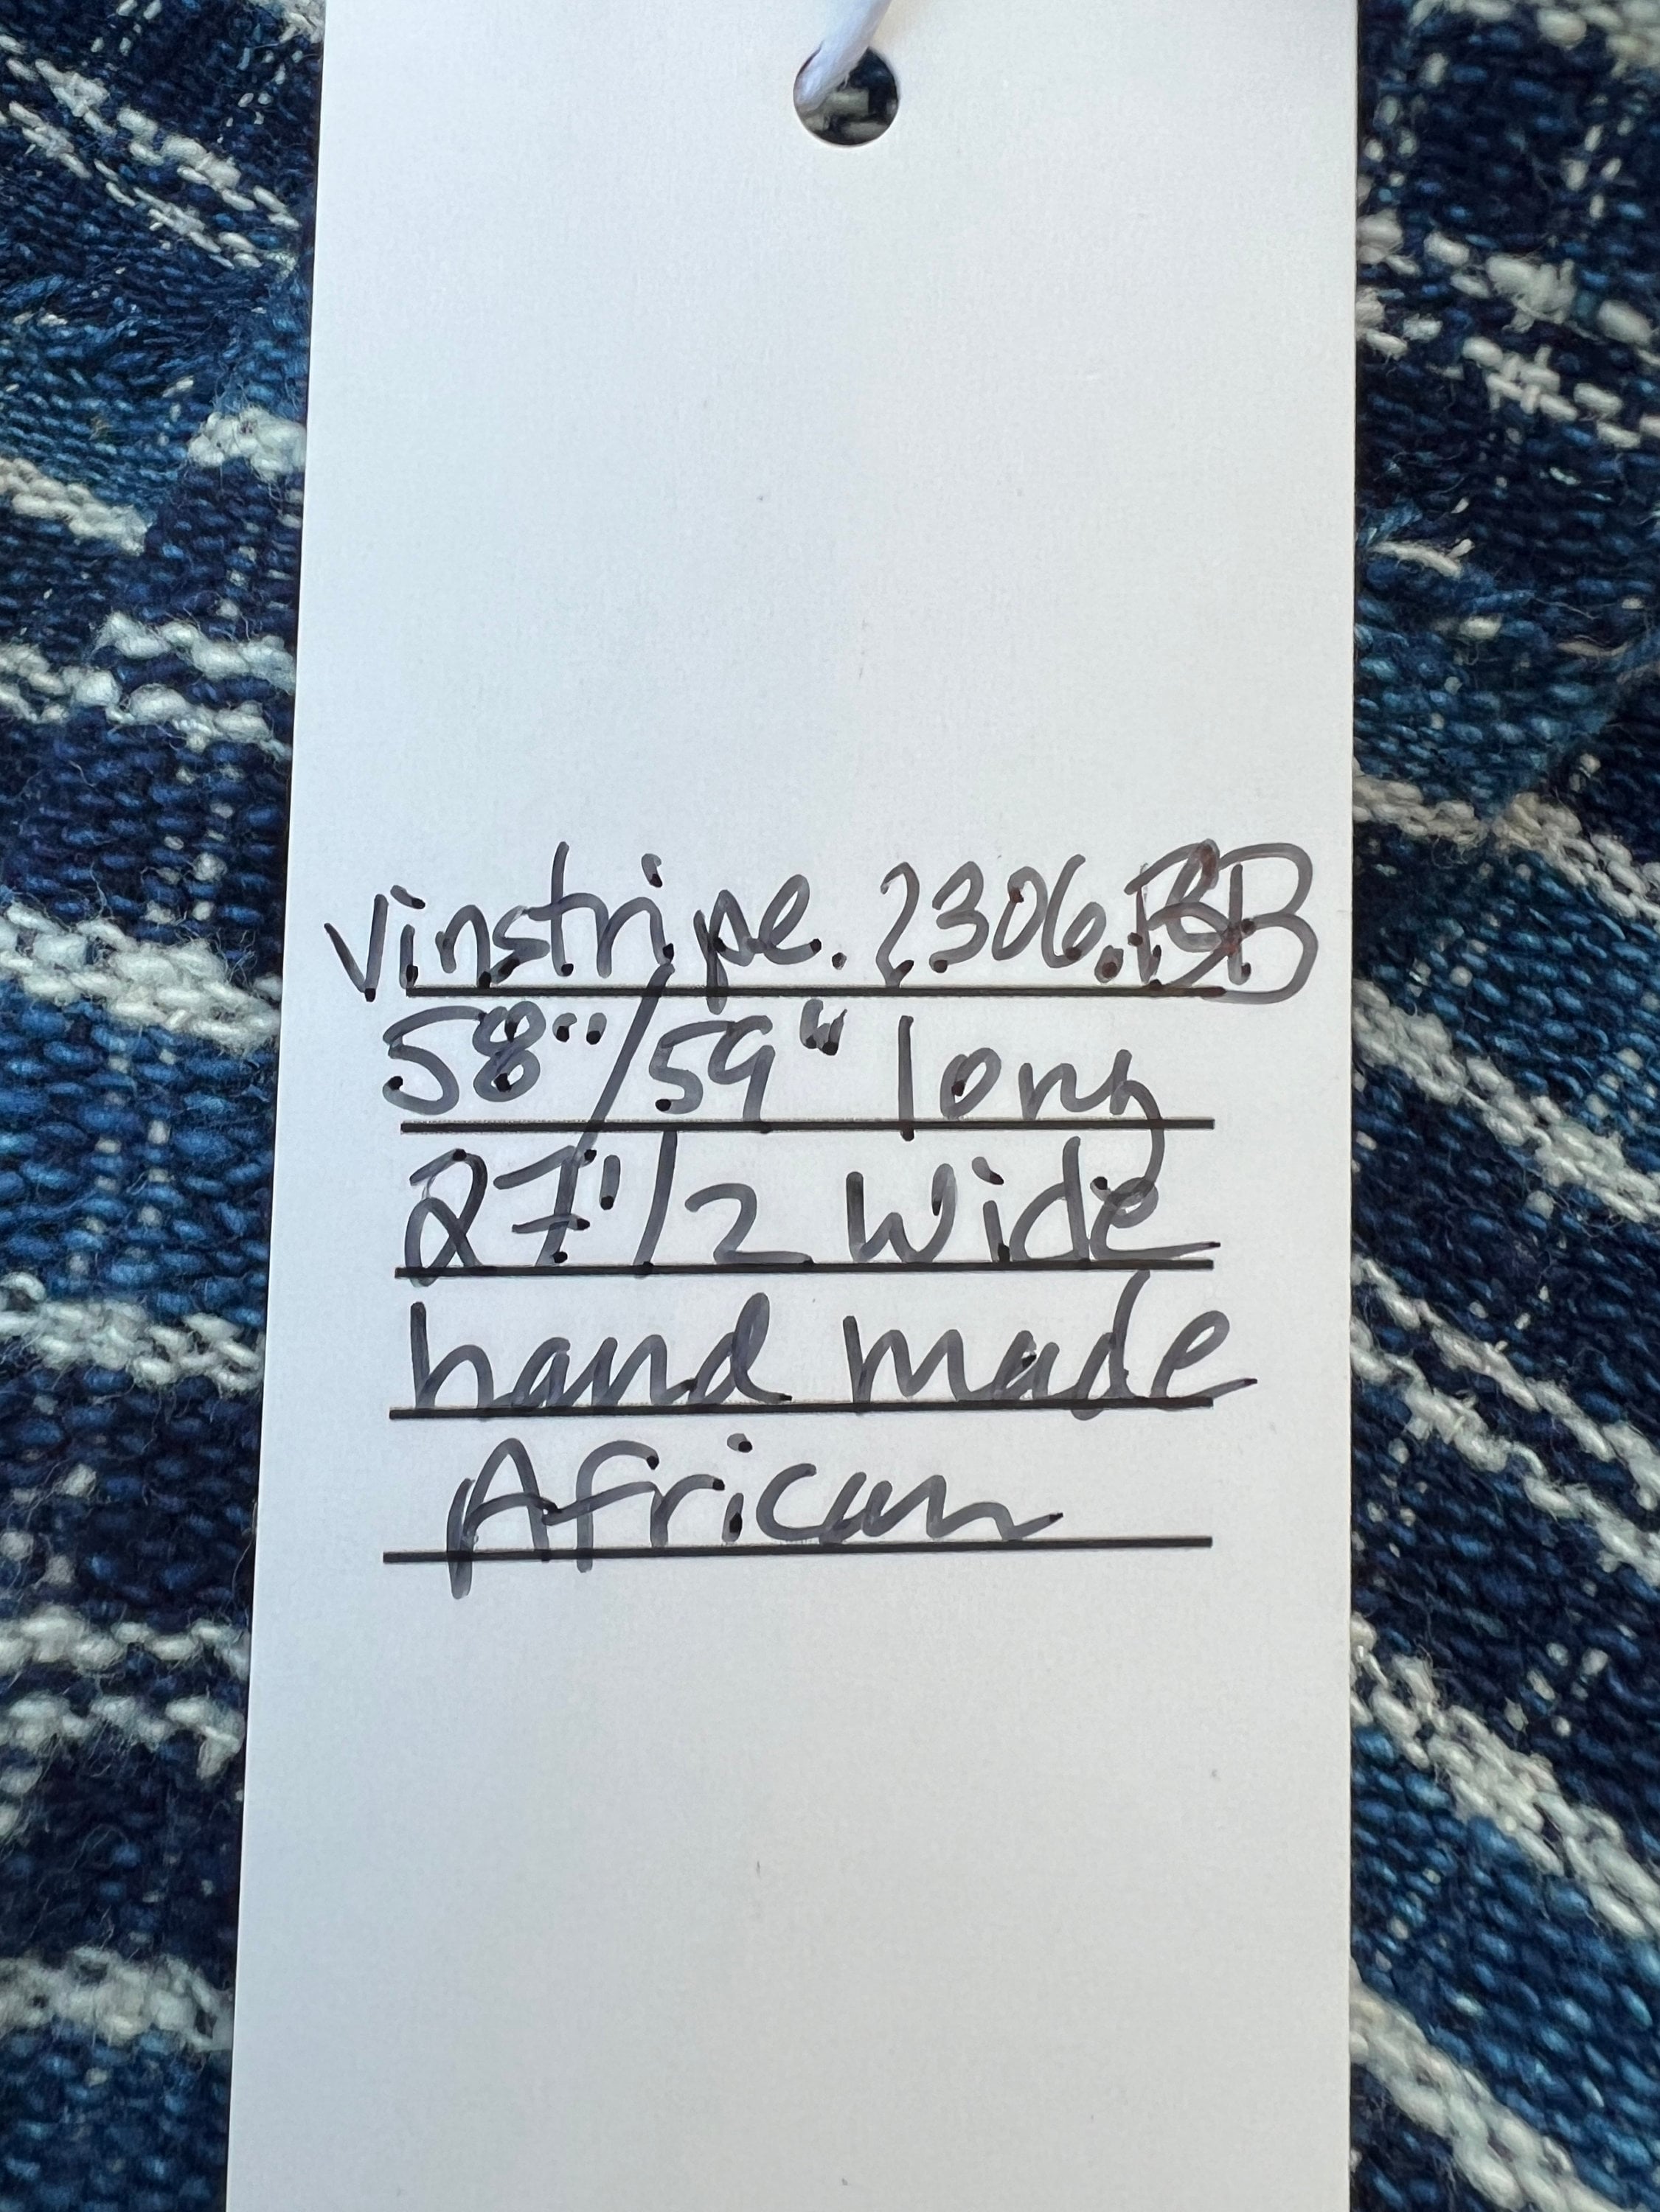 vinstripe.2306.BB
58"/59" long
27 1/2 Wide
hand made
African